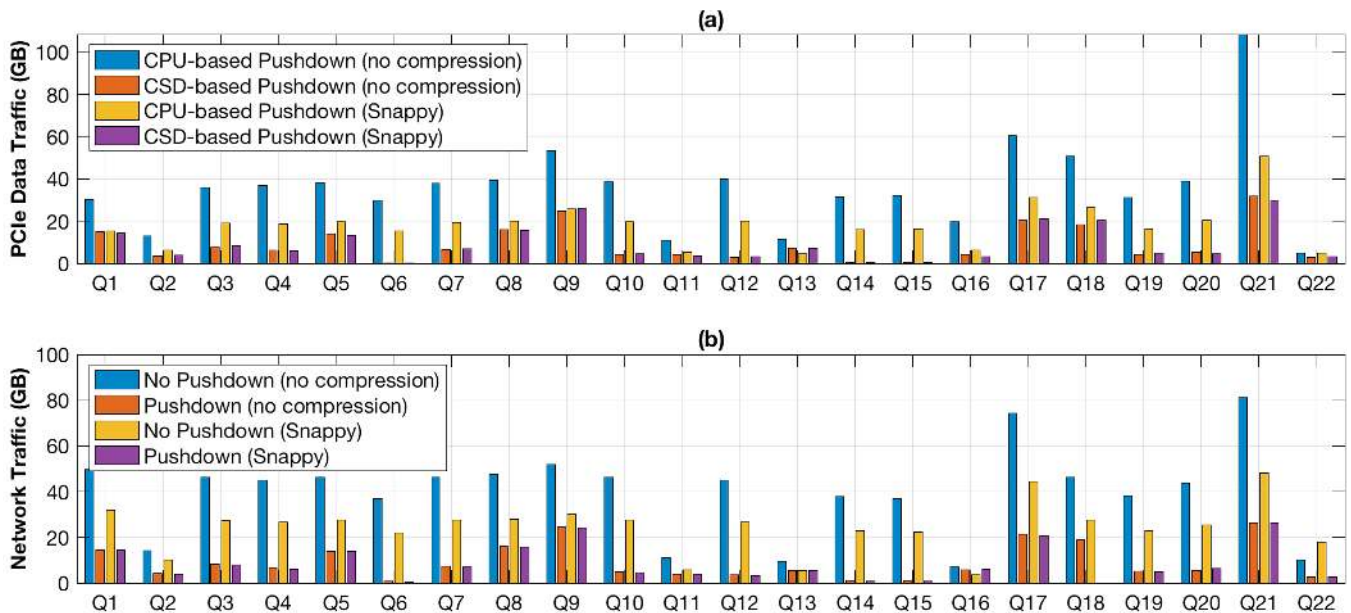 (a)
PCIe Data Traffic (GB)
100
80
60
40
20
0
CPU-based Pushdown (no compression)
CSD-based Pushdown (no compression)
CPU-based Pushdown (Snappy)
CSD-based Pushdown (Snappy)
Q1 Q2 Q3 Q4 Q5 Q6 Q7 Q8 Q9 Q10 Q11 Q12 Q13 Q14 Q15 Q16 Q17 Q18 Q19 Q20 Q21 Q22
(b)
Network Traffic (GB)
100
80
60
40
20
0
No Pushdown (no compression)
Pushdown (no compression)
No Pushdown (Snappy)
Pushdown (Snappy)
Q1 Q2 Q3 Q4 Q5 Q6 Q7 Q8 Q9 Q10 Q11 Q12 Q13 Q14 Q15 Q16 Q17 Q18 Q19 Q20 Q21 Q22